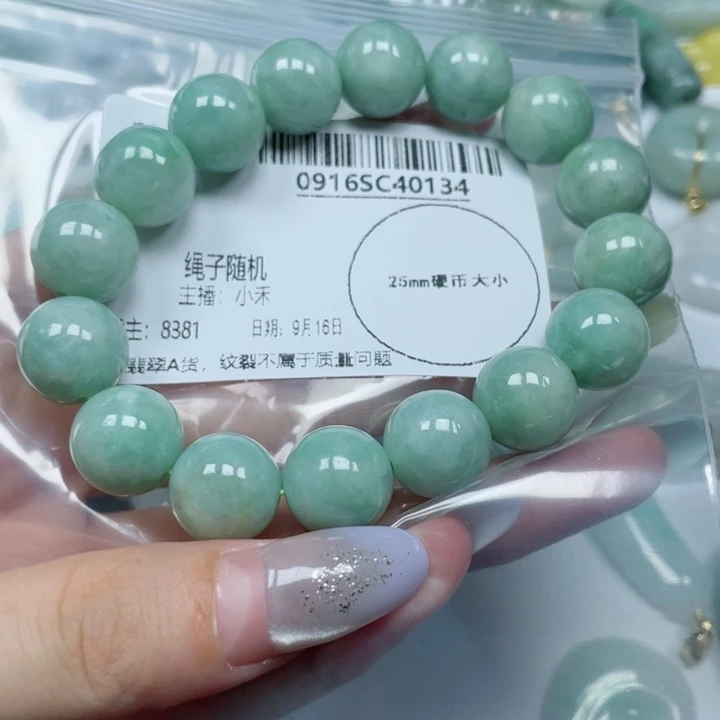 0916SC40134
绳子随机
25mm硬币大小
主播：小禾
主：8381 日期：9月16日
翡翠A货，纹裂不属于质量问题